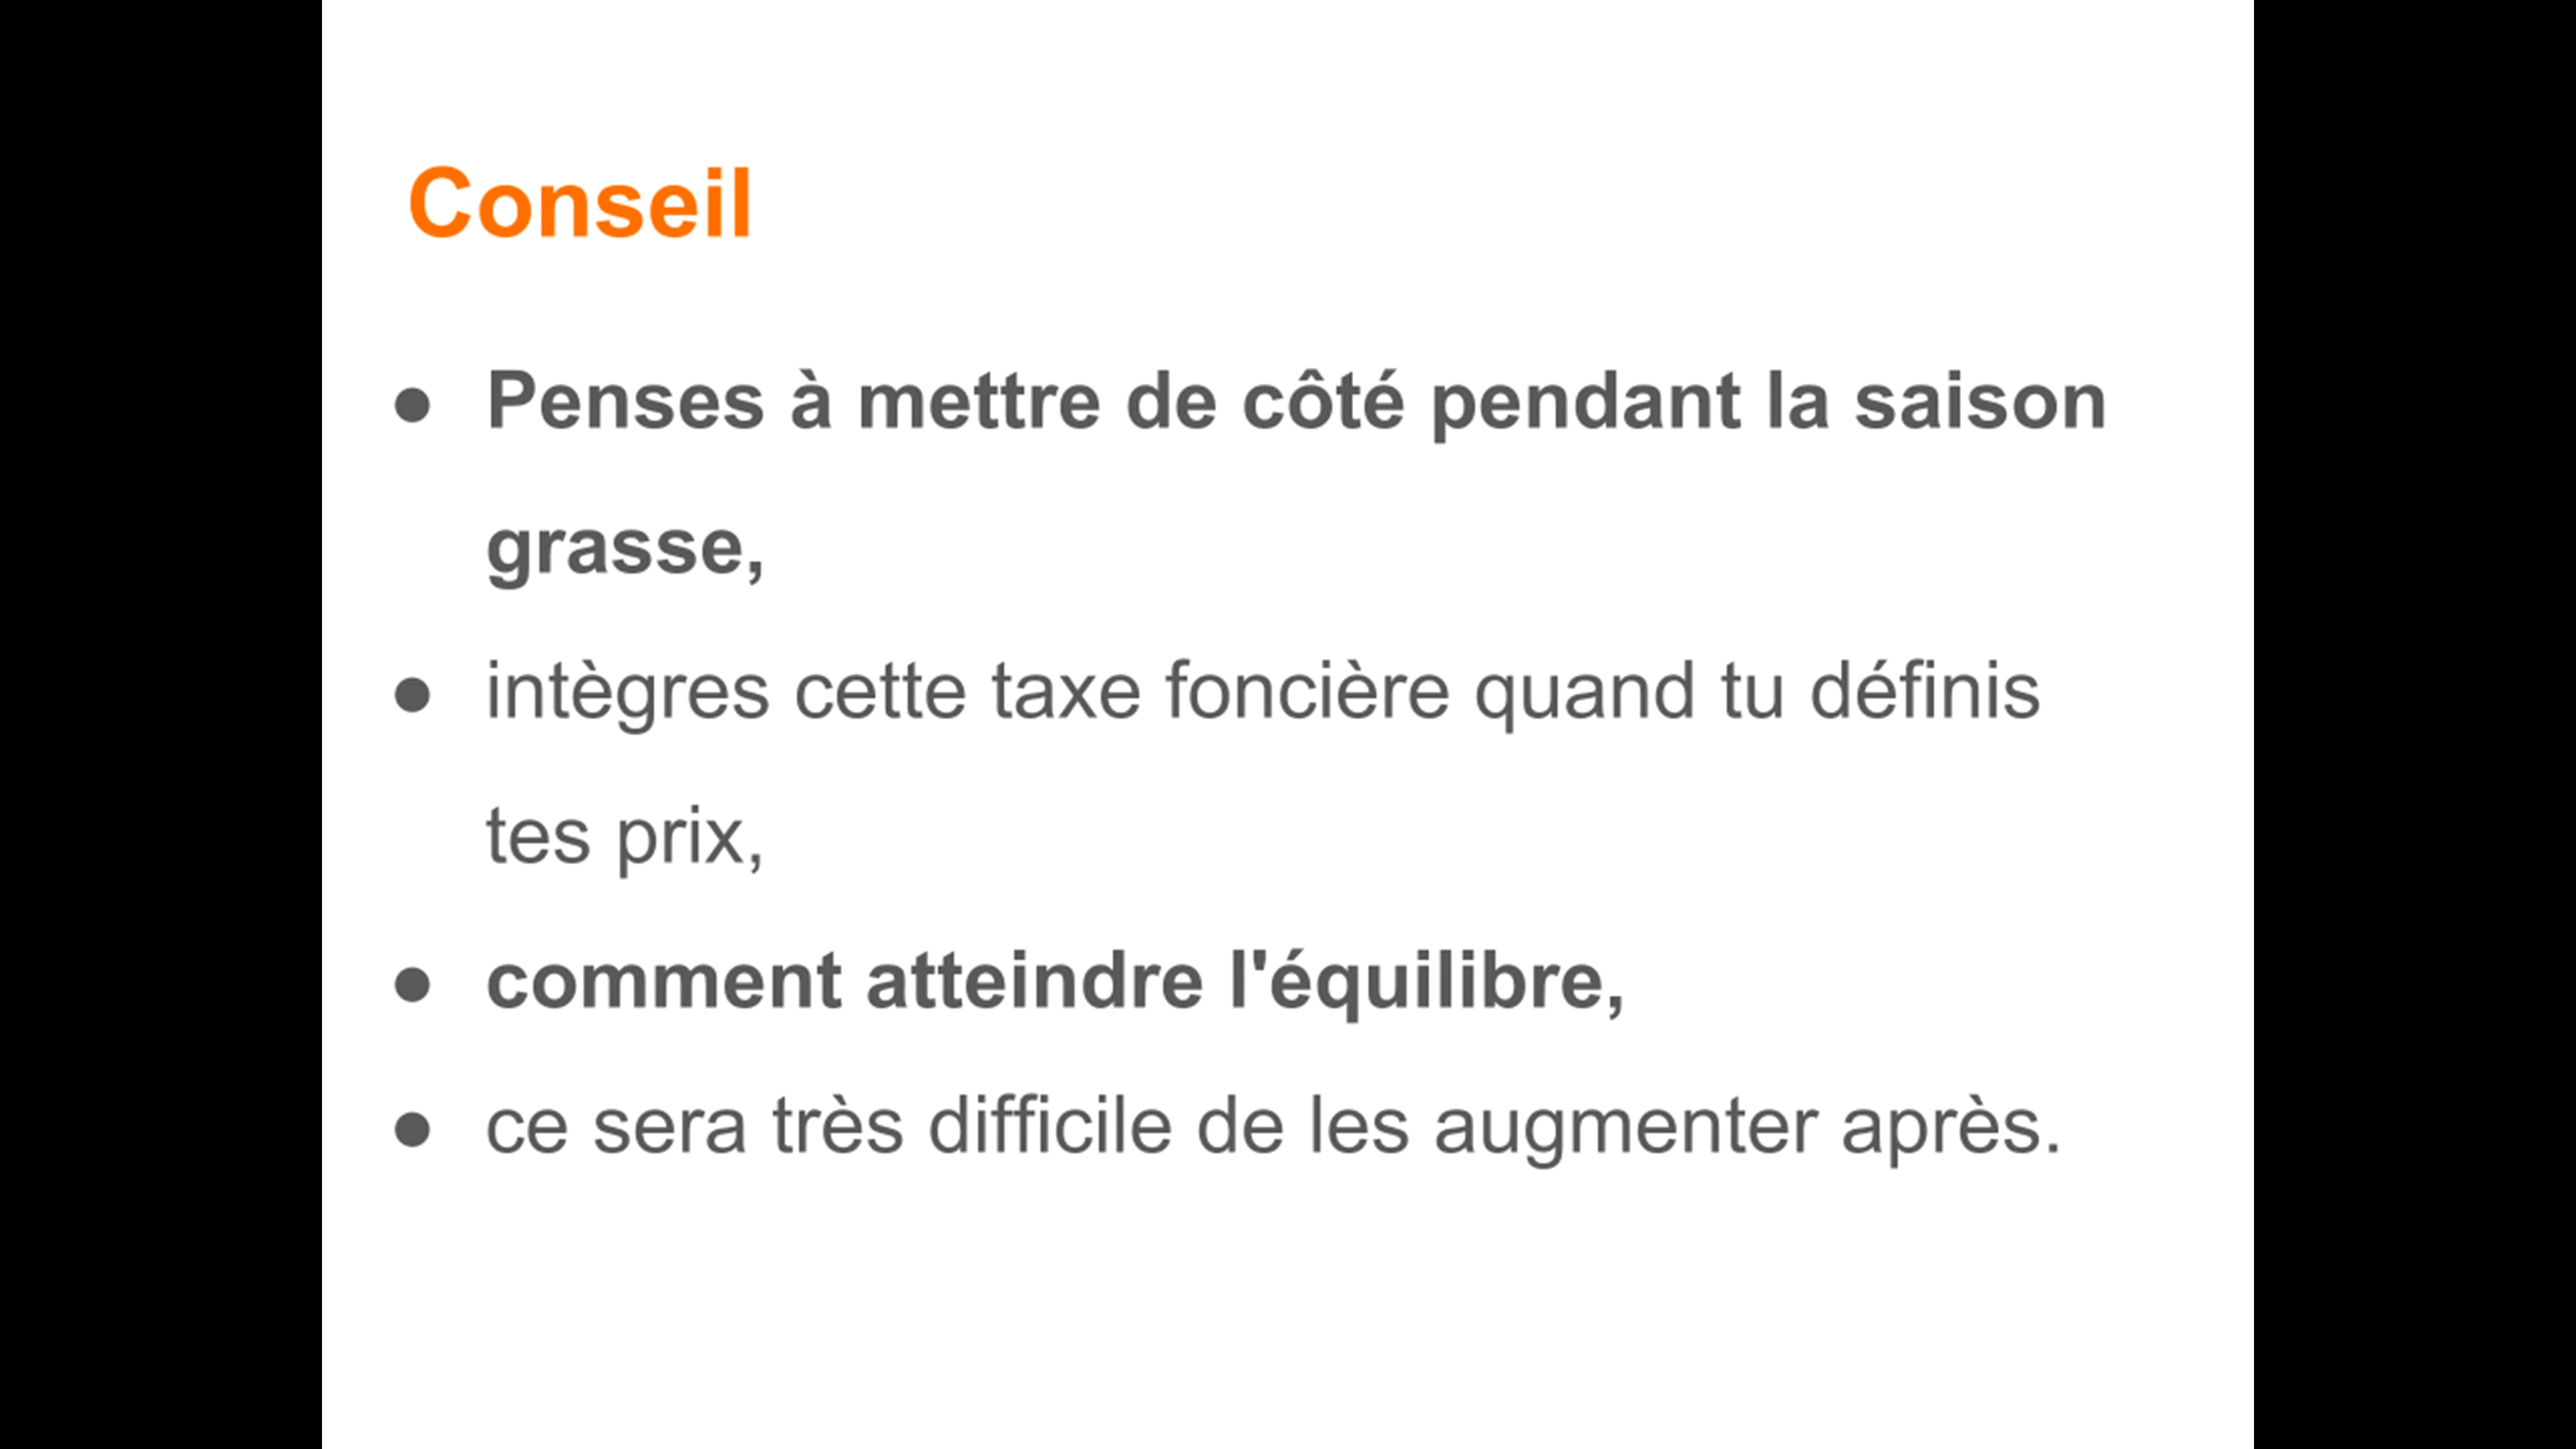 Conseil
● Penses à mettre de côté pendant la saison
grasse,
● intègres cette taxe foncière quand tu définis
tes prix,
● comment atteindre l'équilibre,
● ce sera très difficile de les augmenter après.